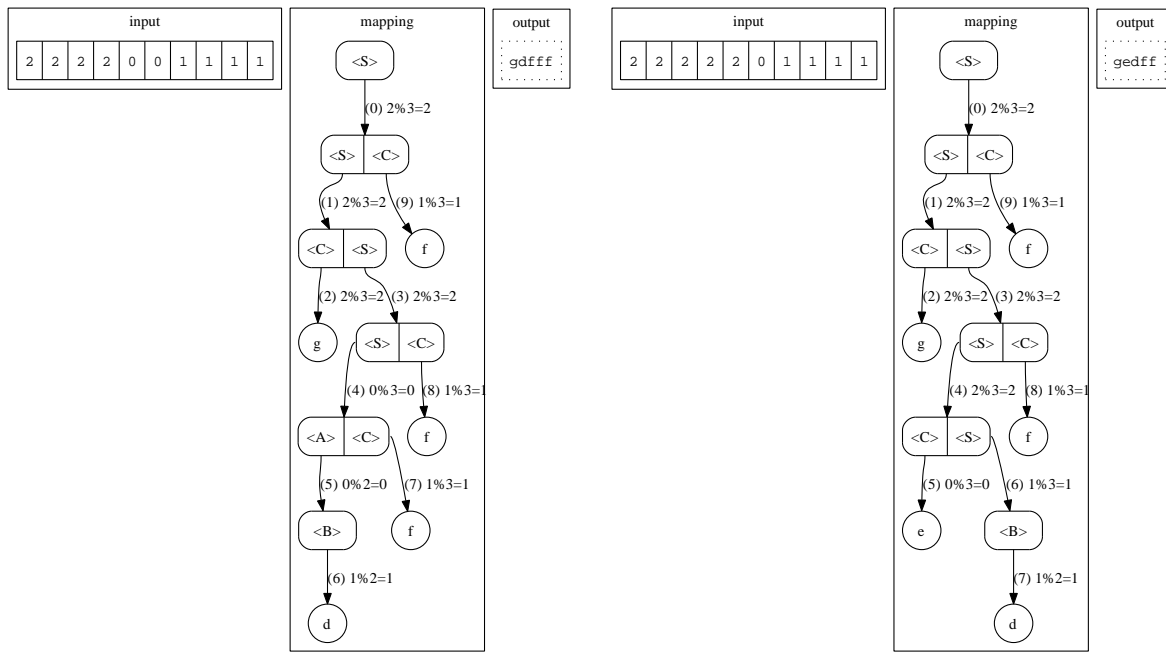 input
2 2 2 2 0 0 1 1 1 1
mapping
<S>
(0) 2%3=2
<S> <C>
(1) 2%3=2 (9) 1%3=1
<C> <S> f
(2) 2%3=2 (3) 2%3=2
g <S> <C>
(4) 0%3=0 (8) 1%3=1
<A> <C> f
(5) 0%2=0 (7) 1%3=1
<B> f
(6) 1%2=1
d
output
gdfff
input
2 2 2 2 2 0 1 1 1 1
mapping
<S>
(0) 2%3=2
<S> <C>
(1) 2%3=2 (9) 1%3=1
<C> <S> f
(2) 2%3=2 (3) 2%3=2
g <S> <C>
(4) 2%3=2 (8) 1%3=1
<C> <S> f
(5) 0%3=0 (6) 1%3=1
e <B>
(7) 1%2=1
d
output
gedff